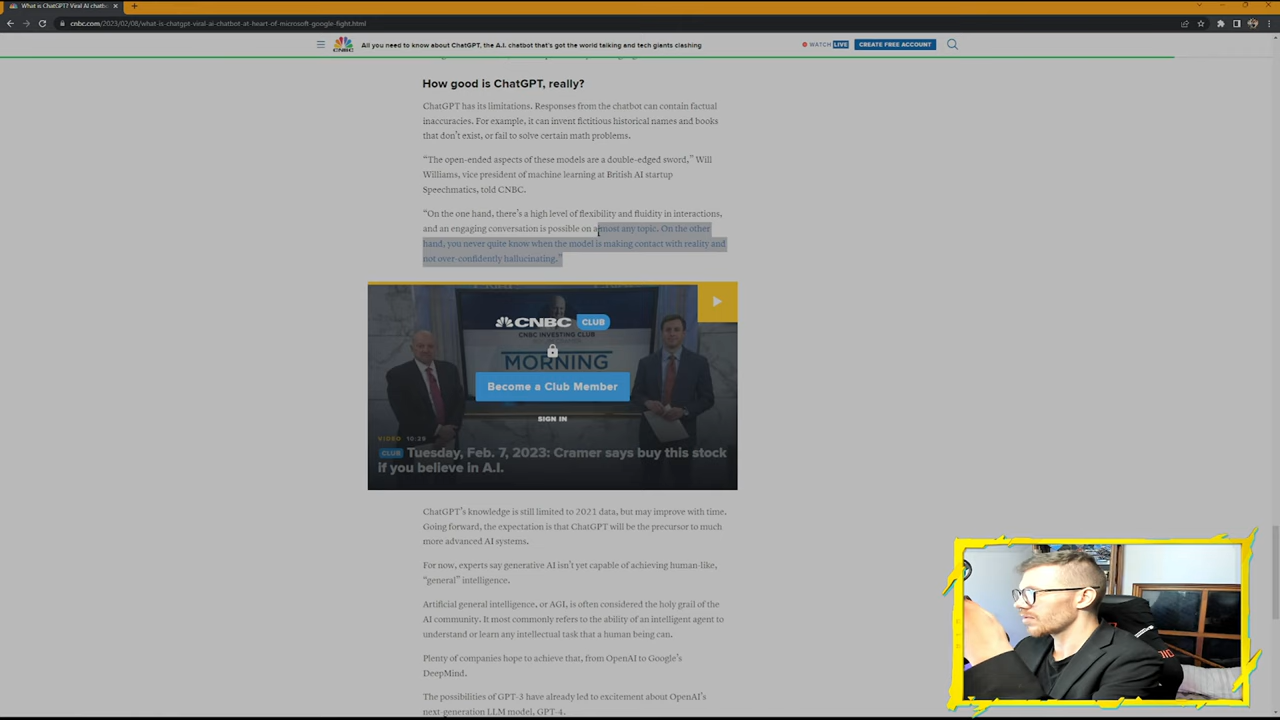 What is ChatGPT? Viral AI chatb
cnbc.com/2023/02/08/what-is-chatgpt-viral-ai-chatbot-at-heart-of-microsoft-google-fight.html
All you need to know about ChatGPT, the A.I. chatbot that's got the world talking and tech giants clashing
WATCH LIVE
CREATE FREE ACCOUNT
How good is ChatGPT, really?
ChatGPT has its limitations. Responses from the chatbot can contain factual
inaccuracies. For example, it can invent fictitious historical names and books
that don't exist, or fail to solve certain math problems.
“The open-ended aspects of these models are a double-edged sword,” Will
Williams, vice president of machine learning at British AI startup
Speechmatics, told CNBC.
“On the one hand, there's a high level of flexibility and fluidity in interactions,
and an engaging conversation is possible on almost any topic. On the other
hand, you never quite know when the model is making contact with reality and
not over-confidently hallucinating.”
CNBC CLUB
CNBC INVESTING CLUB
MORNING
Become a Club Member
SIGN IN
VIDEO 10:29
CLUB Tuesday, Feb. 7, 2023: Cramer says buy this stock
if you believe in A.I.
ChatGPT's knowledge is still limited to 2021 data, but may improve with time.
Going forward, the expectation is that ChatGPT will be the precursor to much
more advanced AI systems.
For now, experts say generative AI isn't yet capable of achieving human-like,
“general” intelligence.
Artificial general intelligence, or AGI, is often considered the holy grail of the
AI community. It most commonly refers to the ability of an intelligent agent to
understand or learn any intellectual task that a human being can.
Plenty of companies hope to achieve that, from OpenAI to Google's
DeepMind.
The possibilities of GPT-3 have already led to excitement about OpenAI's
next-generation LLM model, GPT-4.